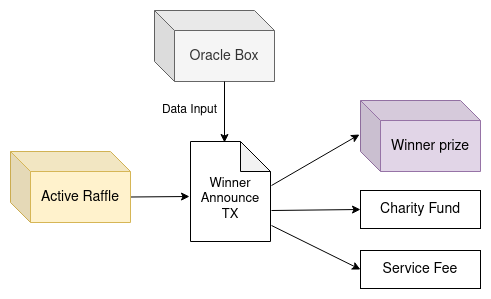 Oracle Box
Data Input
Active Raffle
Winner
Announce
TX
Winner prize
Charity Fund
Service Fee